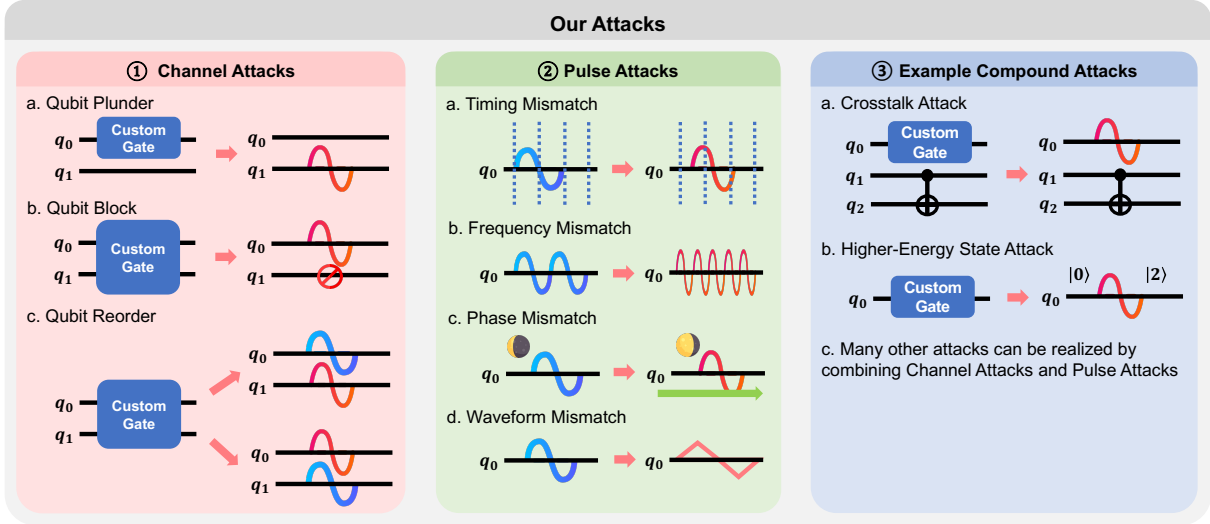 Our Attacks
① Channel Attacks
a. Qubit Plunder
q₀
Custom
Gate
q₁
q₀
q₁
b. Qubit Block
q₀
Custom
Gate
q₁
q₀
q₁
c. Qubit Reorder
q₀
Custom
Gate
q₁
q₀
q₁
q₀
q₁
② Pulse Attacks
a. Timing Mismatch
q₀
q₀
b. Frequency Mismatch
q₀
q₀
c. Phase Mismatch
q₀
q₀
d. Waveform Mismatch
q₀
q₀
③ Example Compound Attacks
a. Crosstalk Attack
q₀
Custom
Gate
q₁
q₂
q₀
q₁
q₂
b. Higher-Energy State Attack
q₀
Custom
Gate
|0⟩ |2⟩
q₀
c. Many other attacks can be realized by
combining Channel Attacks and Pulse Attacks